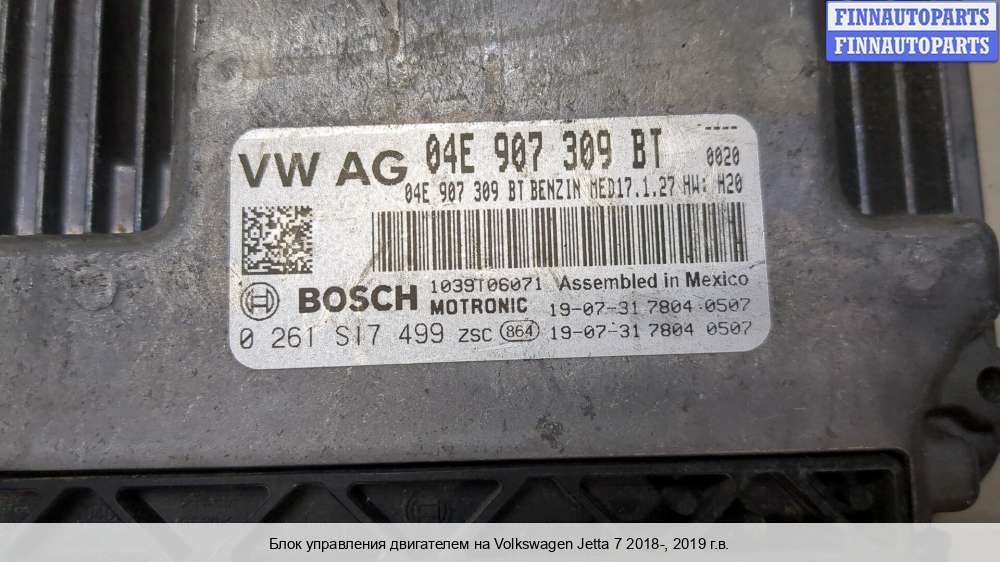 FINNAUTOPARTS
FINNAUTOPARTS
VW AG 04E 907 309 BT ----
0020
04E 907 309 BT BENZIN MED17.1.27 HW: H20
BOSCH 1039T06071 Assembled in Mexico
MOTRONIC 19-07-31 7804 0507
0 261 S17 499 ZSC 864 19-07-31 7804 0507
Блок управления двигателем на Volkswagen Jetta 7 2018-, 2019 г.в.